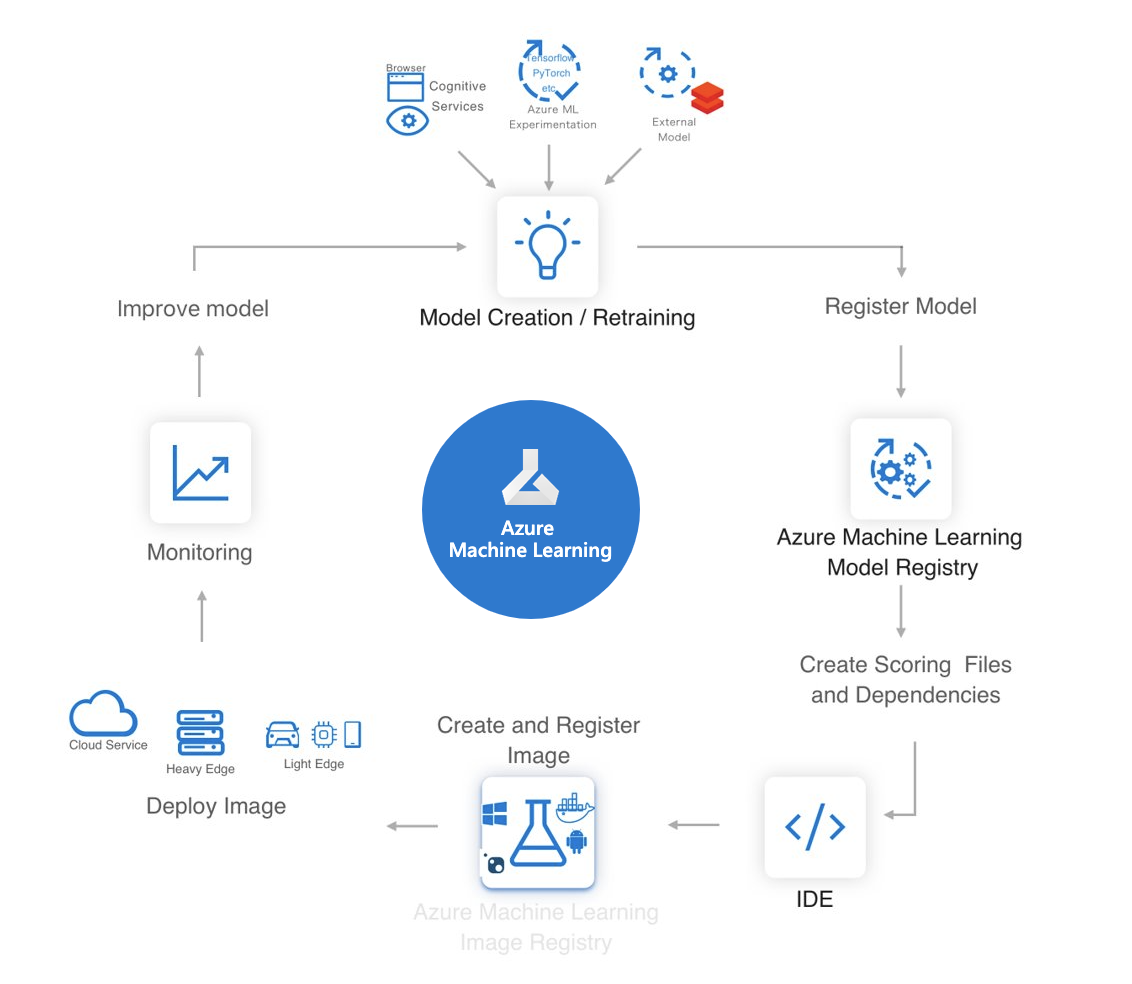 Browser
Cognitive
Services
Tensorflow
PyTorch
etc
Azure ML
Experimentation
External
Model
Model Creation / Retraining
Improve model
Register Model
Azure
Machine Learning
Monitoring
Azure Machine Learning
Model Registry
Create Scoring Files
and Dependencies
Cloud Service
Heavy Edge
Light Edge
Deploy Image
Create and Register
Image
IDE
Azure Machine Learning
Image Registry